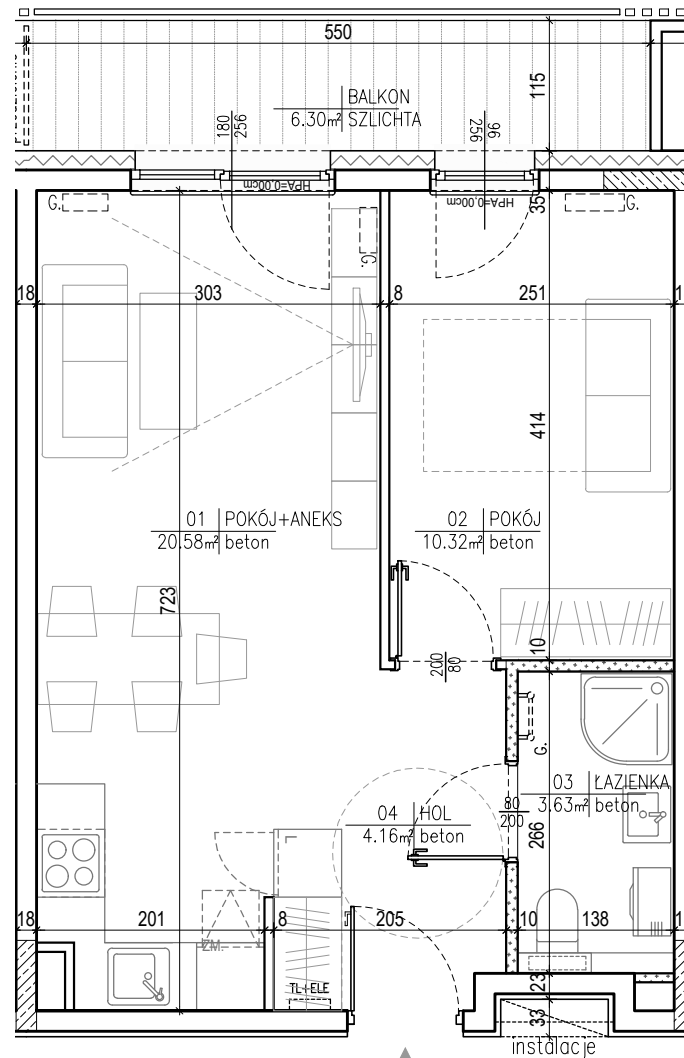 550
115
BALKON
6.30m² SZLICHTA
180
256
96
256
HPA=0.00cm
HPA=0.00cm
35
G.
G.
G.
18
303
8
251
1
414
01 POKÓJ+ANEKS
20.58m² beton
02 POKÓJ
10.32m² beton
723
10
200
80
G.
03 ŁAZIENKA
3.63m² beton
80
200
04 HOL
4.16m² beton
266
18
201
8
205
10
138
1
ZM.
TL+ELE
23
33
instalacje